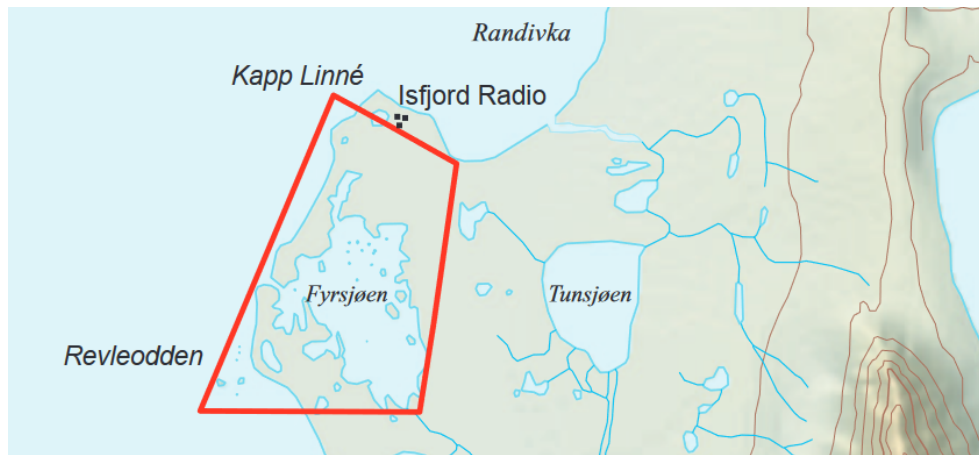 Randivka
Kapp Linné
Isfjord Radio
Fyrsjøen
Tunsjøen
Revleodden